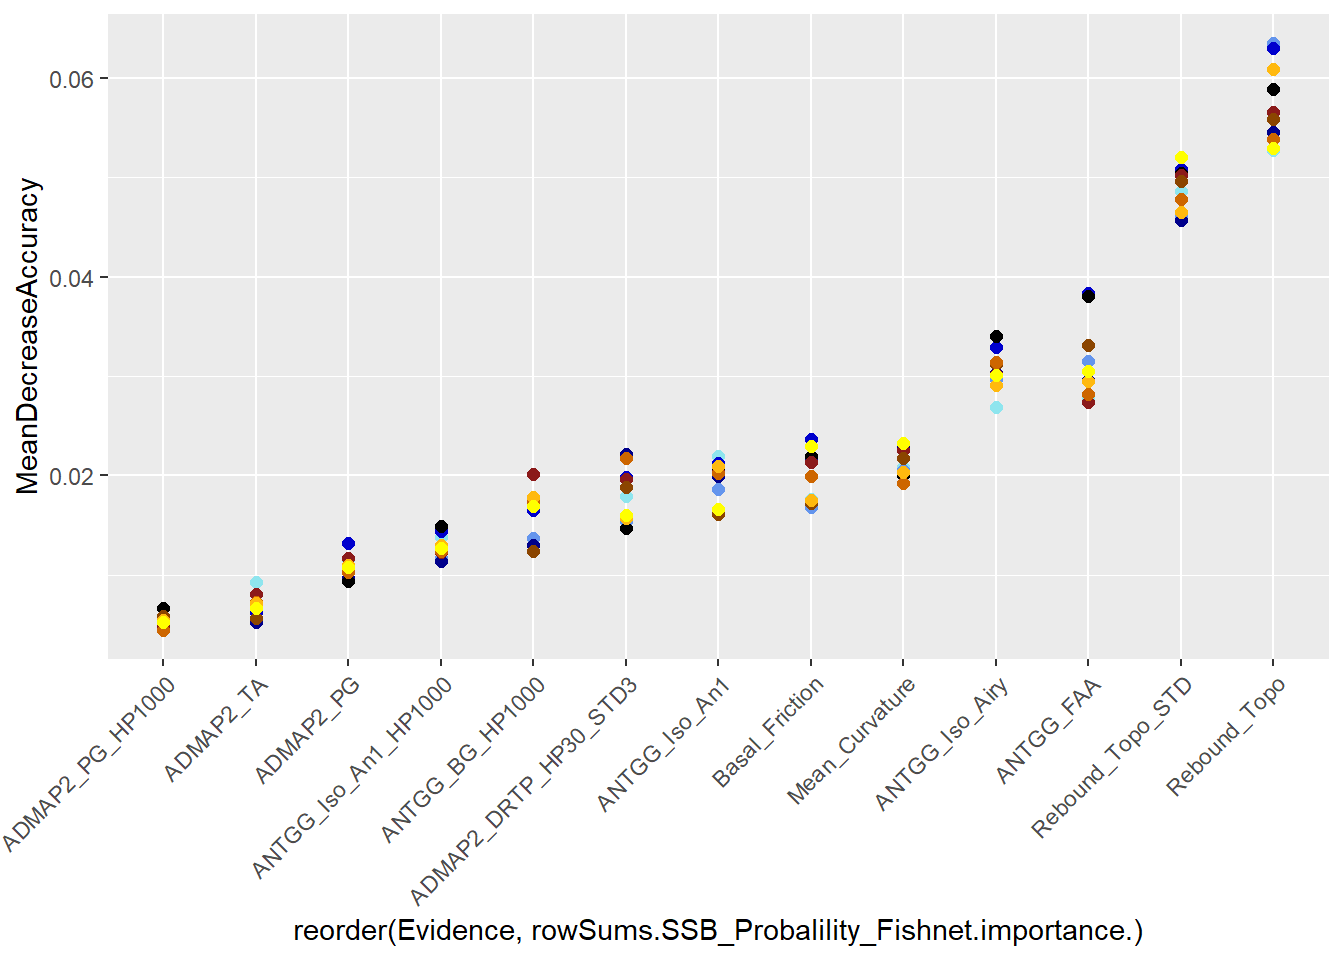 MeanDecreaseAccuracy
0.06
0.04
0.02
ADMAP2_PG_HP1000
ADMAP2_TA
ADMAP2_PG
ANTGG_Iso_An1_HP1000
ANTGG_BG_HP1000
ADMAP2_DRTP_HP30_STD3
ANTGG_Iso_An1
Basal_Friction
Mean_Curvature
ANTGG_Iso_Airy
ANTGG_FAA
Rebound_Topo_STD
Rebound_Topo
reorder(Evidence, rowSums.SSB_Probalility_Fishnet.importance.)